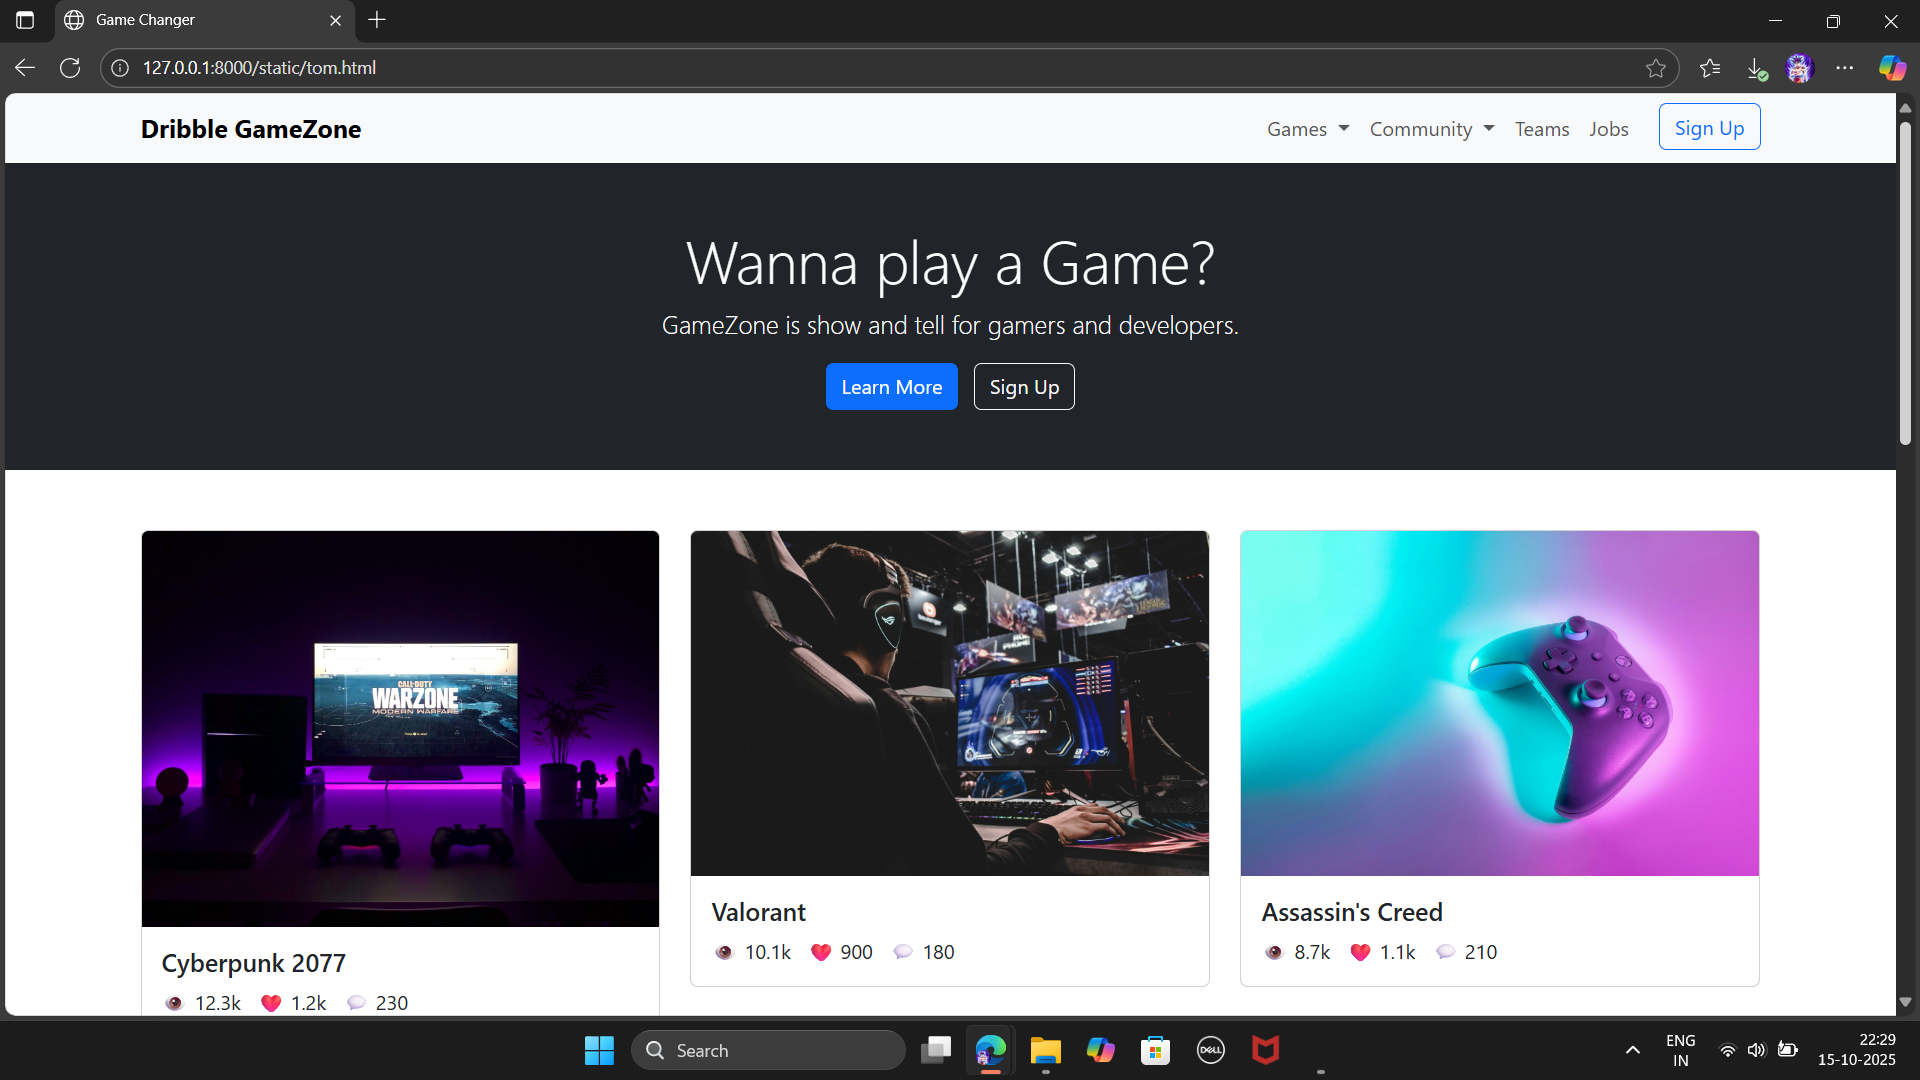 Game Changer
127.0.0.1:8000/static/tom.html
Dribble GameZone
Games Community Teams Jobs Sign Up
Wanna play a Game?
GameZone is show and tell for gamers and developers.
Learn More Sign Up
CALL·DUTY
WARZONE
MODERN WARFARE
Cyberpunk 2077
12.3k 1.2k 230
Valorant
10.1k 900 180
Assassin's Creed
8.7k 1.1k 210
Search
DELL
ENG
IN
22:29
15-10-2025